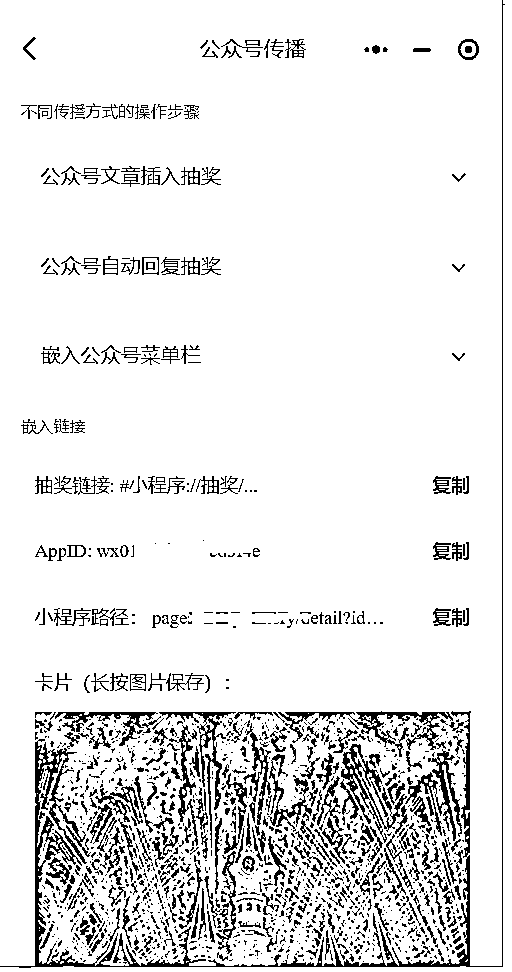 公众号传播
不同传播方式的操作步骤
公众号文章插入抽奖
公众号自动回复抽奖
嵌入公众号菜单栏
嵌入链接
抽奖链接: #小程序://抽奖/... 复制
AppID: wx01 复制
小程序路径： page etail?id... 复制
卡片（长按图片保存）：